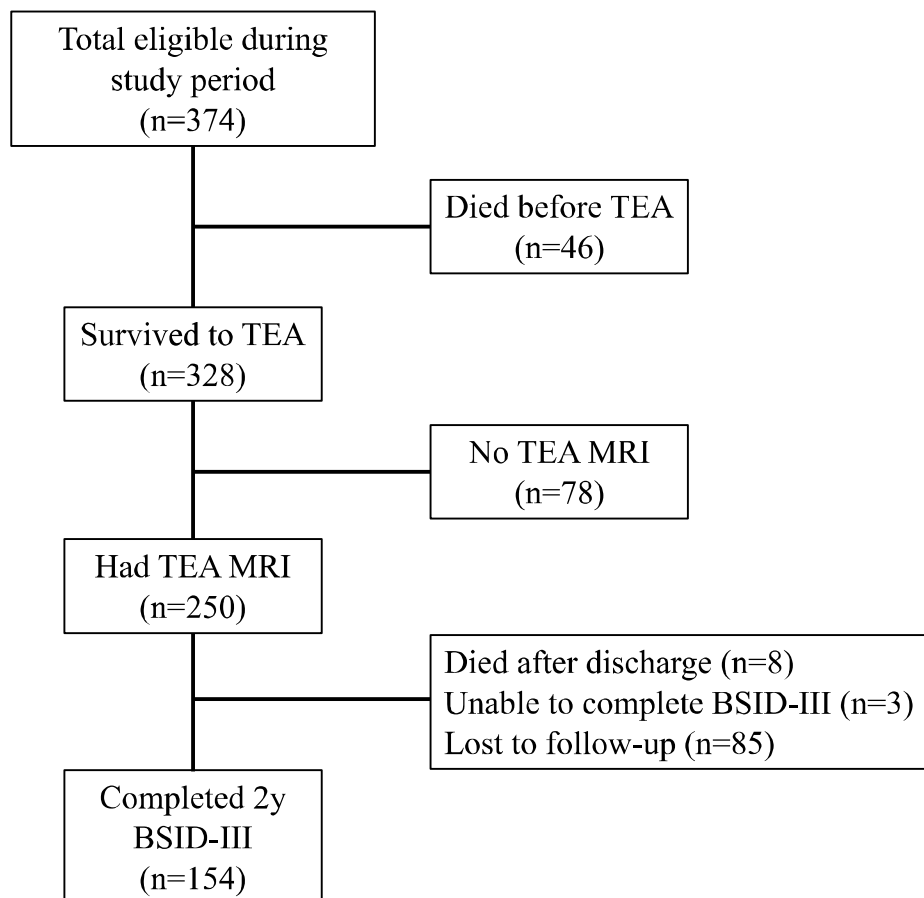 Total eligible during
study period
(n=374)
Died before TEA
(n=46)
Survived to TEA
(n=328)
No TEA MRI
(n=78)
Had TEA MRI
(n=250)
Died after discharge (n=8)
Unable to complete BSID-III (n=3)
Lost to follow-up (n=85)
Completed 2y
BSID-III
(n=154)